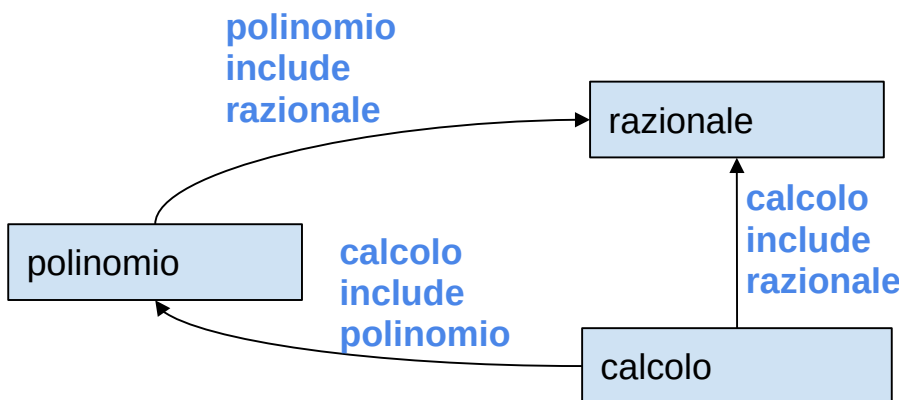 polinomio
include
razionale
razionale
calcolo
include
razionale
polinomio
calcolo
include
polinomio
calcolo